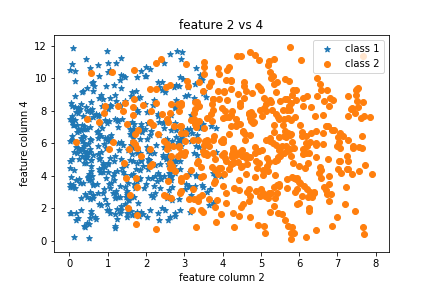 feature 2 vs 4
class 1
class 2
12
10
8
6
4
2
0
feature column 4
0 1 2 3 4 5 6 7 8
feature column 2